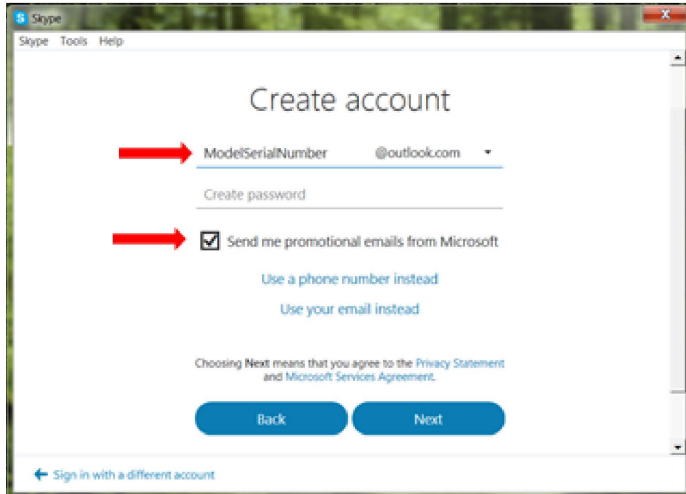 S Skype
Skype Tools Help
Create account
ModelSerialNumber @outlook.com
Create password
Send me promotional emails from Microsoft
Use a phone number instead
Use your email instead
Choosing Next means that you agree to the Privacy Statement
and Microsoft Services Agreement.
Back Next
Sign in with a different account